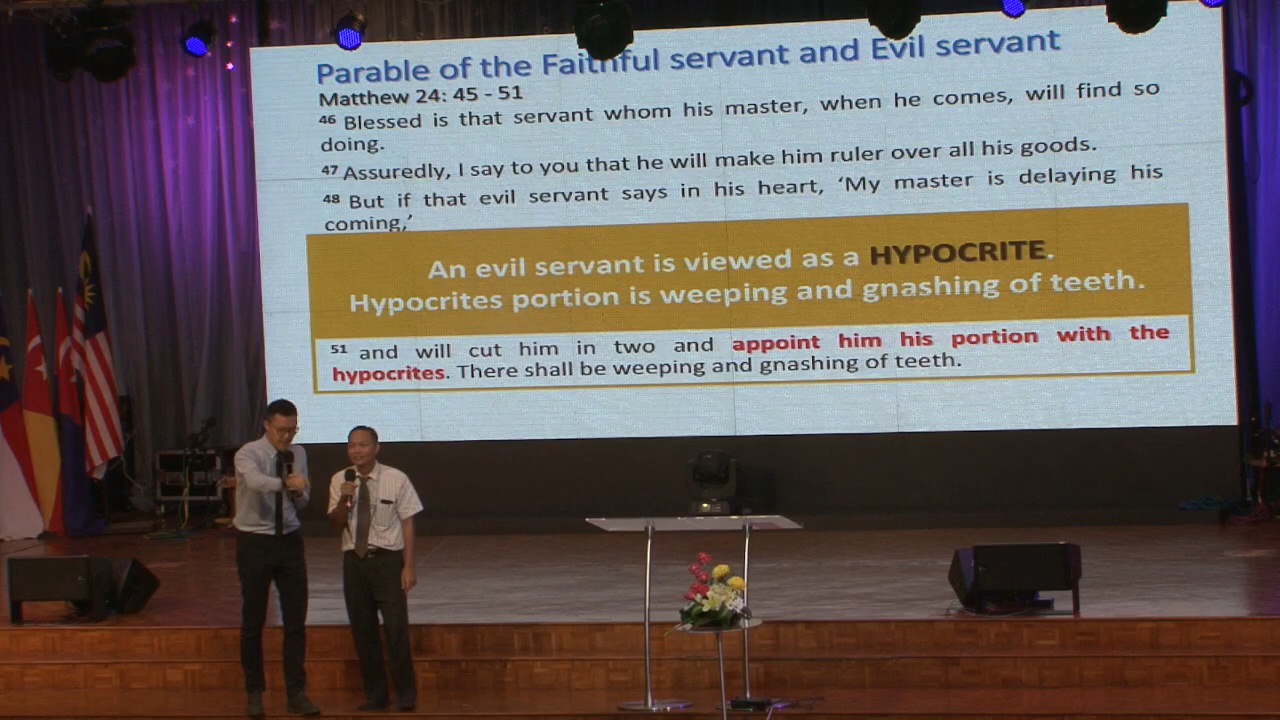 Parable of the Faithful servant and Evil servant
Matthew 24: 45 - 51
46 Blessed is that servant whom his master, when he comes, will find so
doing.
47 Assuredly, I say to you that he will make him ruler over all his goods.
48 But if that evil servant says in his heart, ‘My master is delaying his
coming,’
An evil servant is viewed as a HYPOCRITE.
Hypocrites portion is weeping and gnashing of teeth.
51 and will cut him in two and appoint him his portion with the
hypocrites. There shall be weeping and gnashing of teeth.